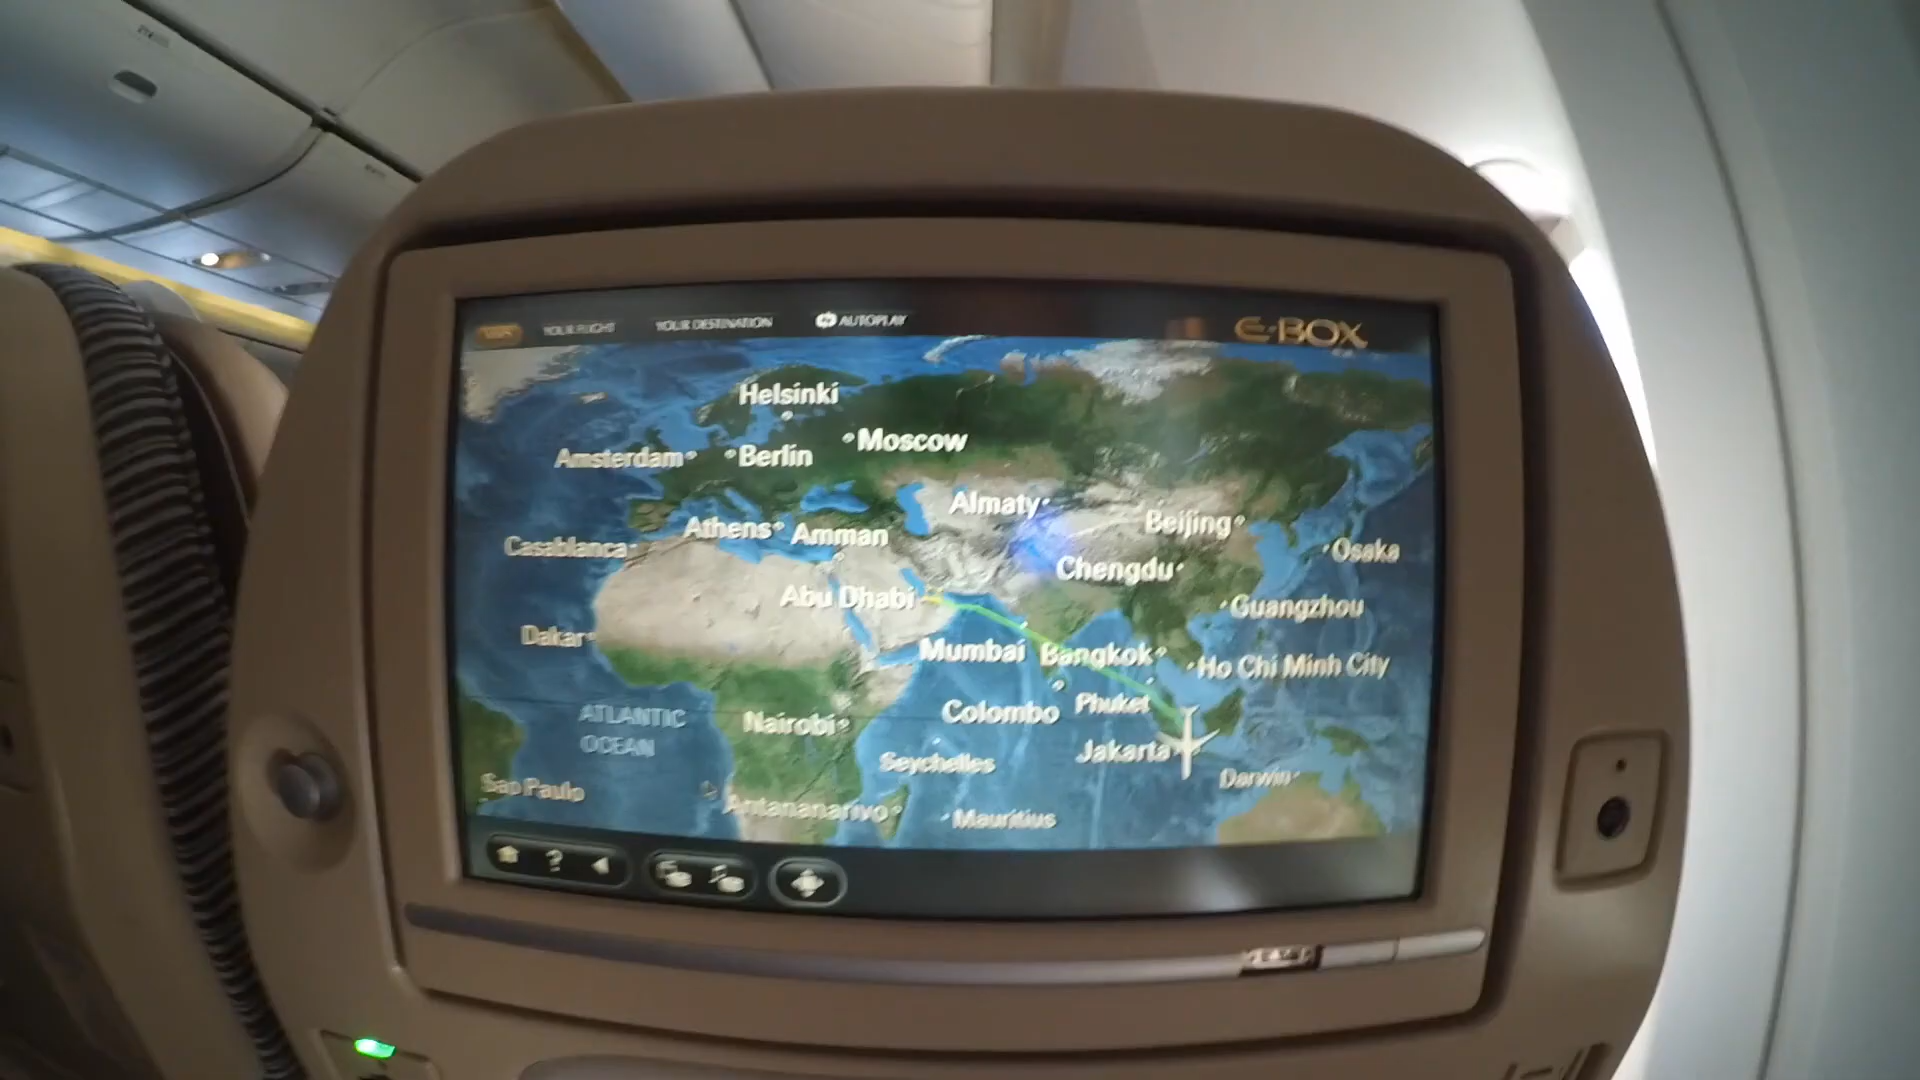 YOUR FLIGHT
YOUR DESTINATION
AUTOPLAY
E-BOX
Helsinki
Moscow
Amsterdam
Berlin
Almaty
Beijing
Athens
Amman
Casablanca
Osaka
Chengdu
Abu Dhabi
Guangzhou
Dakar
Mumbai
Bangkok
Ho Chi Minh City
Phuket
Colombo
ATLANTIC
OCEAN
Nairobi
Jakarta
Seychelles
Darwin
Sao Paulo
Antananarivo
Mauritius
?